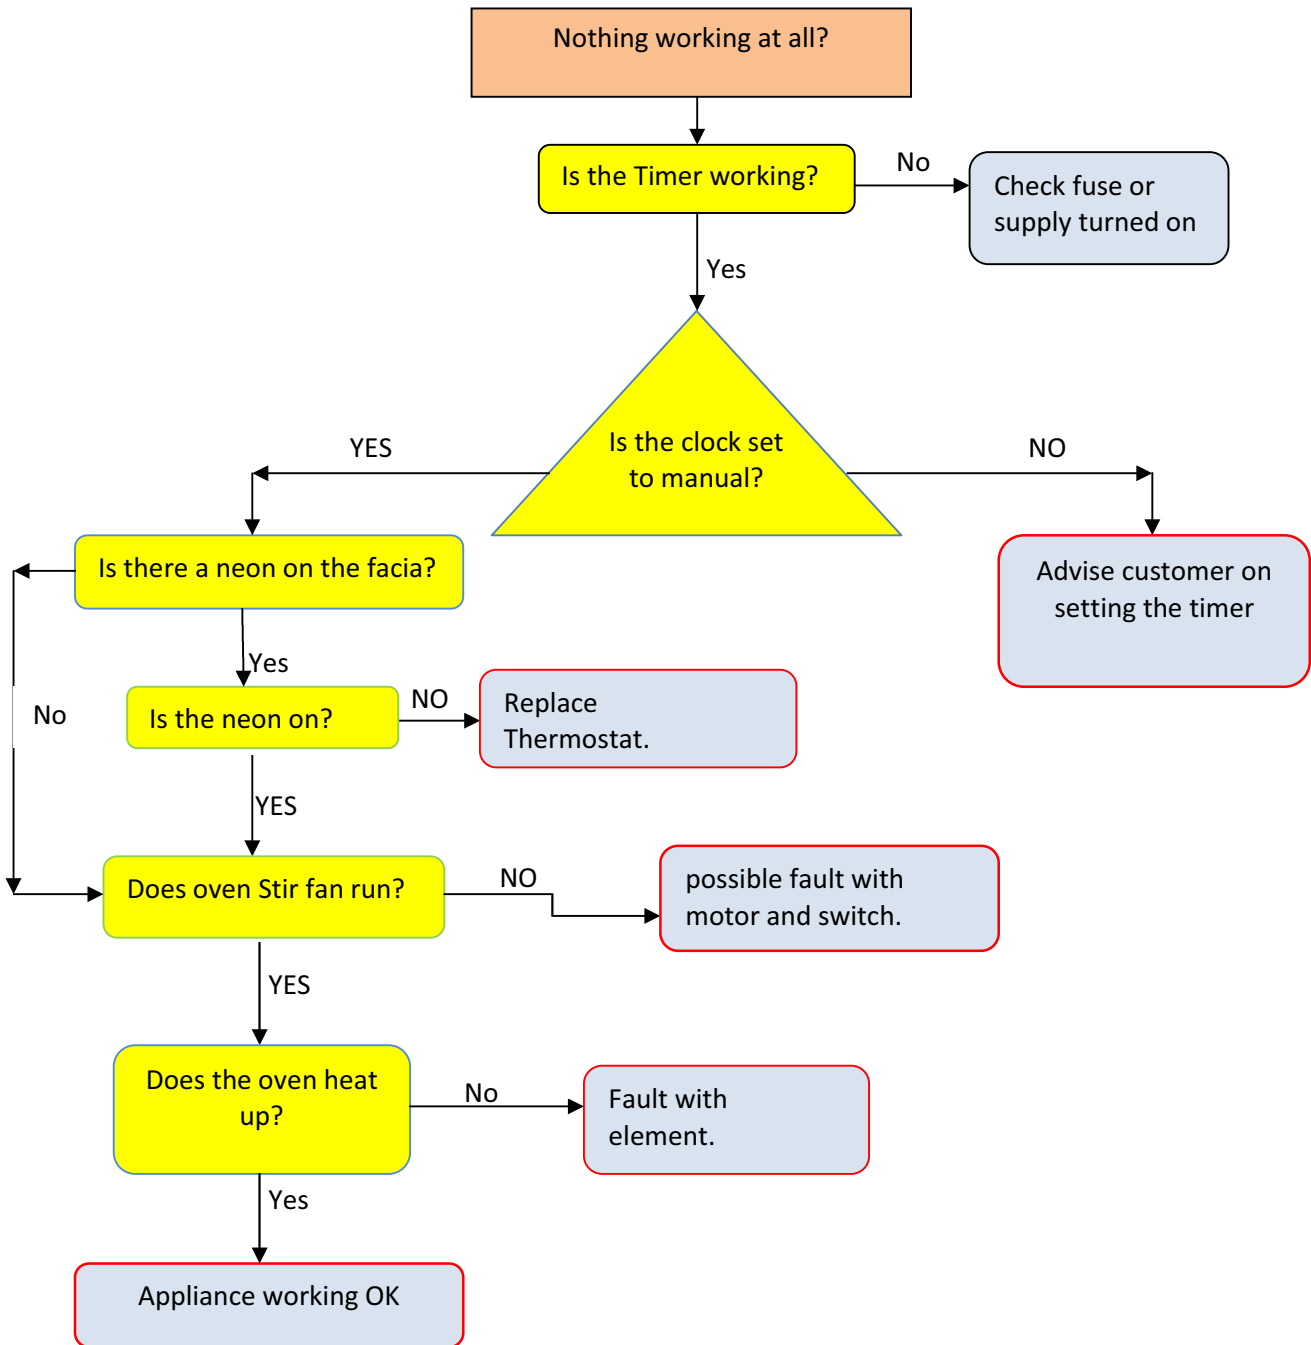 Nothing working at all?
Is the Timer working?
No
Check fuse or
supply turned on
Yes
Is the clock set
to manual?
YES
NO
Is there a neon on the facia?
Advise customer on
setting the timer
Yes
No
Is the neon on?
NO
Replace
Thermostat.
YES
Does oven Stir fan run?
NO
possible fault with
motor and switch.
YES
Does the oven heat
up?
No
Fault with
element.
Yes
Appliance working OK